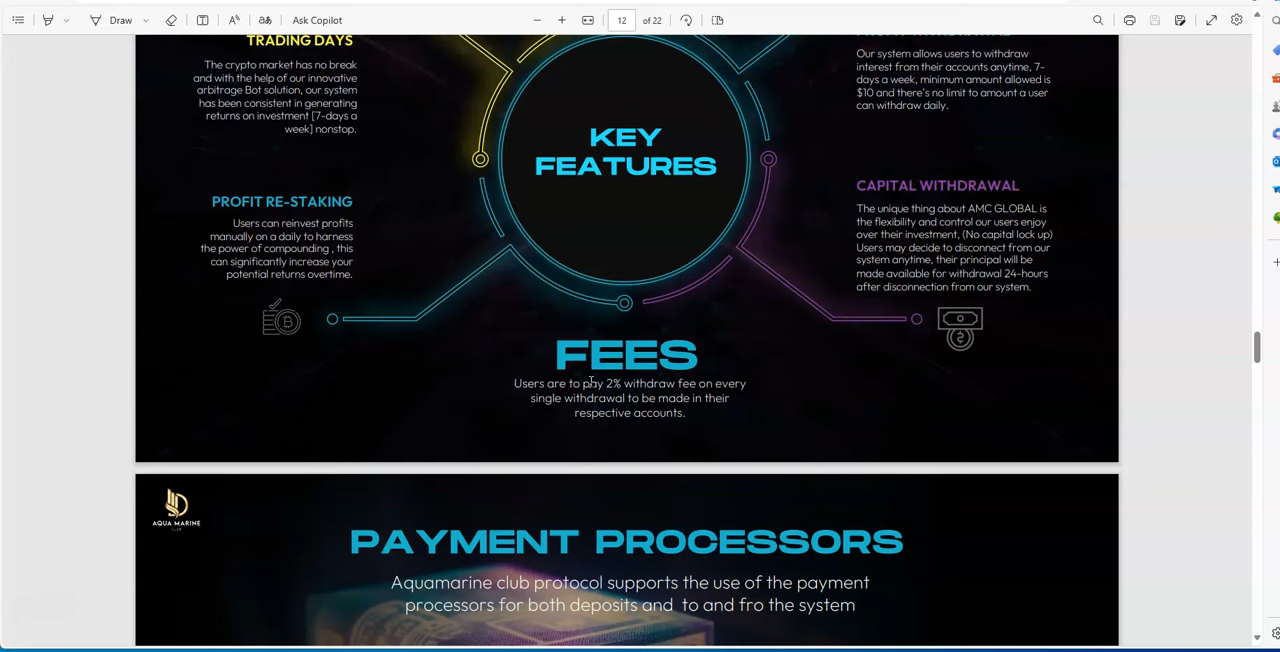 Draw
Ask Copilot
12
of 22
TRADING DAYS
The crypto market has no break
and with the help of our innovative
arbitrage Bot solution, our system
has been consistent in generating
returns on investment [7-days a
week] nonstop.
Our system allows users to withdraw
interest from their accounts anytime, 7-
days a week, minimum amount allowed is
$10 and there's no limit to amount a user
can withdraw daily.
KEY
FEATURES
PROFIT RE-STAKING
Users can reinvest profits
manually on a daily to harness
the power of compounding , this
can significantly increase your
potential returns overtime.
CAPITAL WITHDRAWAL
The unique thing about AMC GLOBAL is
the flexibility and control our users enjoy
over their investment, (No capital lock up)
Users may decide to disconnect from our
system anytime, their principal will be
made available for withdrawal 24-hours
after disconnection from our system.
FEES
Users are to pay 2% withdraw fee on every
single withdrawal to be made in their
respective accounts.
AQUA MARINE
PAYMENT PROCESSORS
Aquamarine club protocol supports the use of the payment
processors for both deposits and to and fro the system